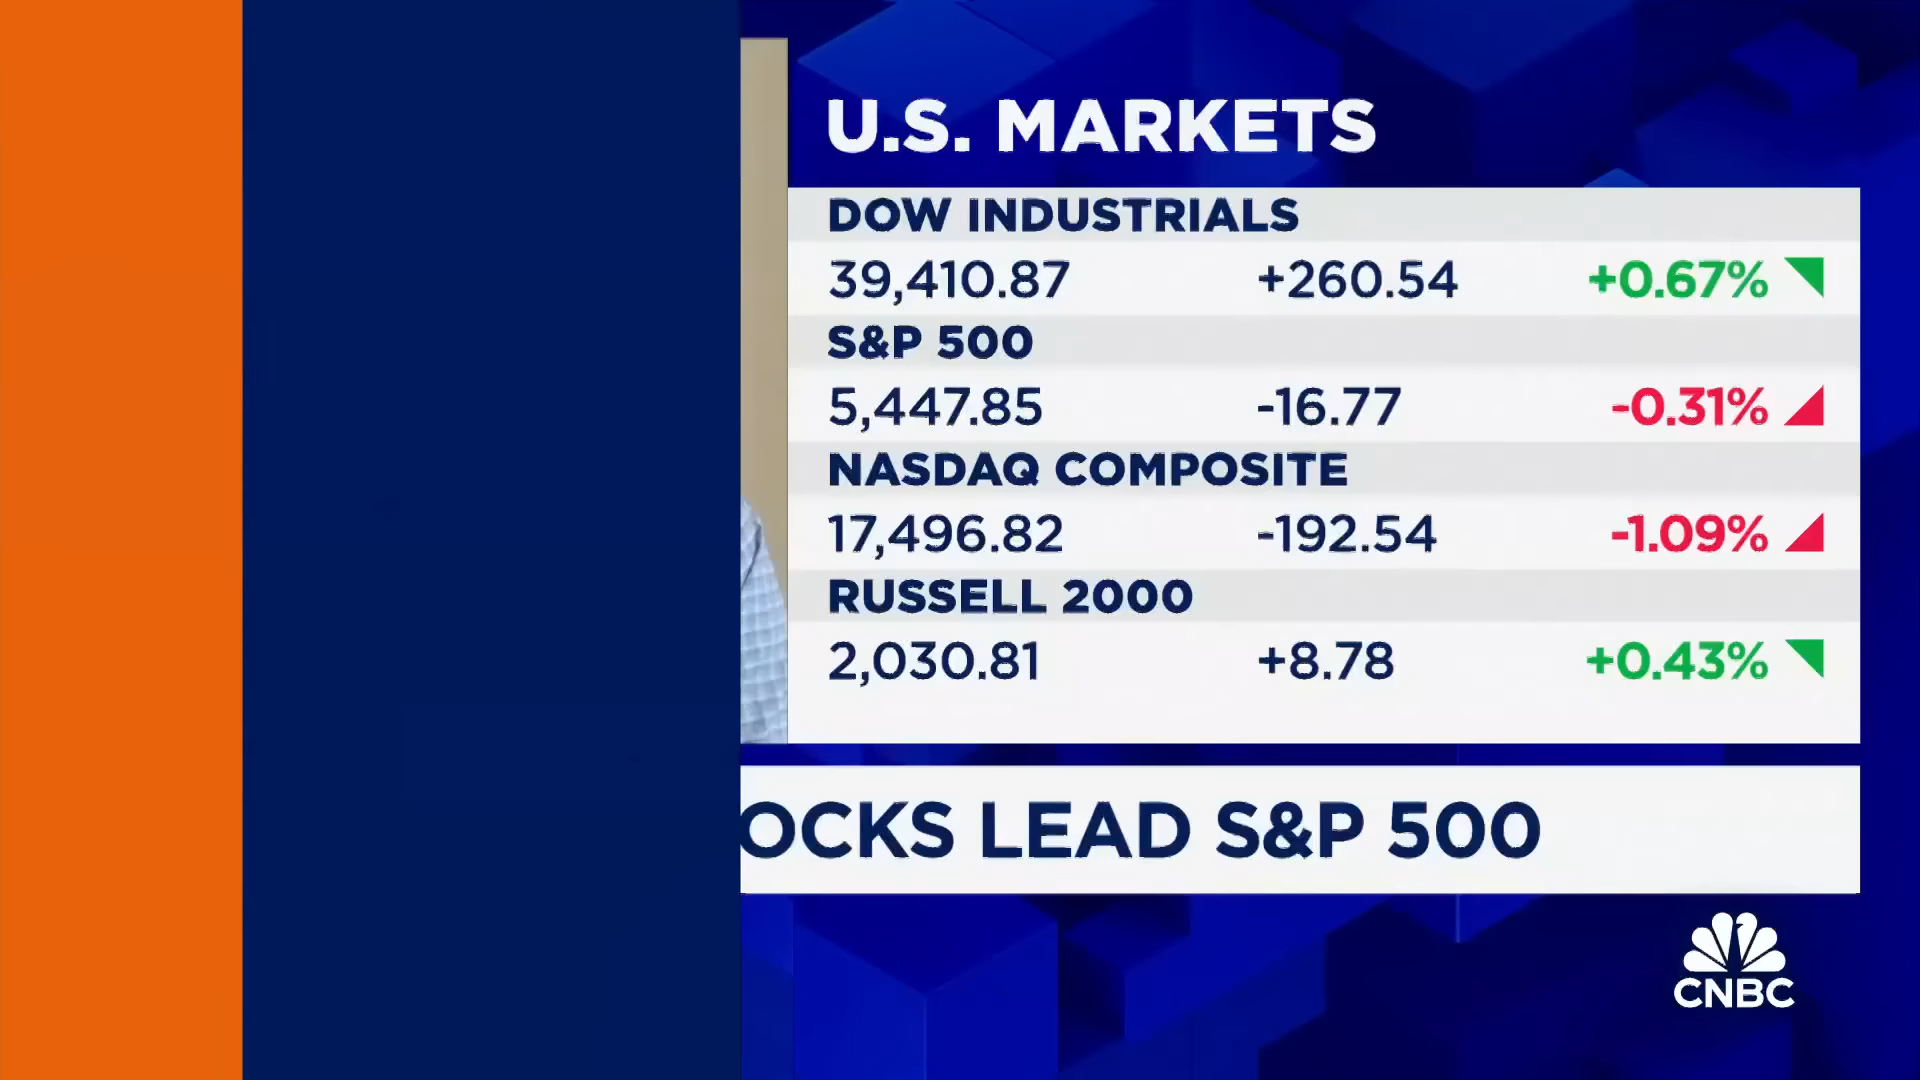 U.S. MARKETS
DOW INDUSTRIALS
39,410.87 +260.54 +0.67%
S&P 500
5,447.85 -16.77 -0.31%
NASDAQ COMPOSITE
17,496.82 -192.54 -1.09%
RUSSELL 2000
2,030.81 +8.78 +0.43%
OCKS LEAD S&P 500
CNBC